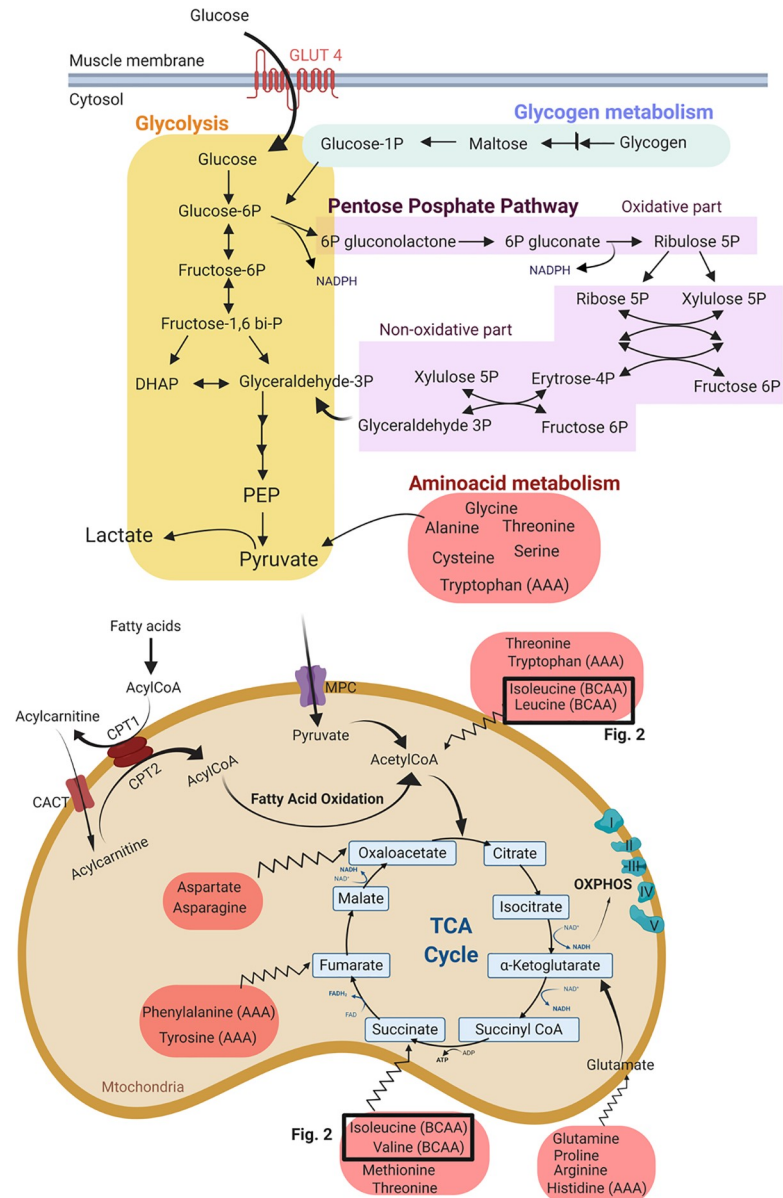 Glucose
Muscle membrane
GLUT 4
Cytosol
Glycolysis
Glycogen metabolism
Glucose-1P
Maltose
Glycogen
Glucose
Glucose-6P
Pentose Posphate Pathway
Oxidative part
6P gluconolactone
6P gluconate
Ribulose 5P
NADPH
NADPH
Fructose-6P
Ribose 5P
Xylulose 5P
Fructose-1,6 bi-P
Non-oxidative part
DHAP
Glyceraldehyde-3P
Xylulose 5P
Erytrose-4P
Fructose 6P
Glyceraldehyde 3P
Fructose 6P
PEP
Lactate
Pyruvate
Aminoacid metabolism
Glycine
Alanine
Threonine
Cysteine
Serine
Tryptophan (AAA)
Fatty acids
AcylCoA
Acylcarnitine
CPT1
CPT2
AcylCoA
CACT
Acylcarnitine
MPC
Pyruvate
AcetylCoA
Fatty Acid Oxidation
Threonine
Tryptophan (AAA)
Isoleucine (BCAA)
Leucine (BCAA)
Fig. 2
I
II
III
IV
V
OXPHOS
Oxaloacetate
Citrate
NADH
NAD⁺
Aspartate
Asparagine
Malate
Isocitrate
TCA
Cycle
NAD⁺
NADH
Fumarate
α-Ketoglutarate
FADH₂
FAD
NAD⁺
NADH
Phenylalanine (AAA)
Tyrosine (AAA)
Succinate
Succinyl CoA
ATP
ADP
Glutamate
Mtochondria
Fig. 2
Isoleucine (BCAA)
Valine (BCAA)
Methionine
Threonine
Glutamine
Proline
Arginine
Histidine (AAA)